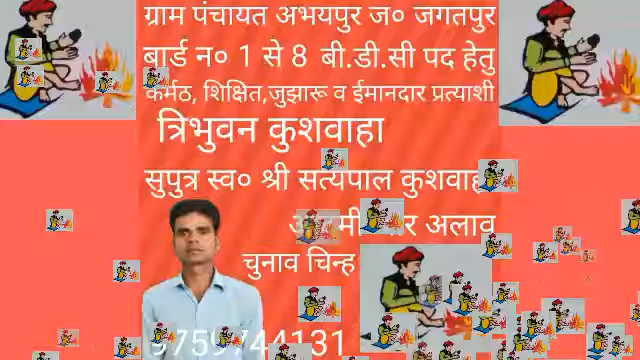 ग्राम पंचायत अभयपुर ज० जगतपुर
बार्ड न० 1 से 8 बी.डी.सी पद हेतु
कर्मठ, शिक्षित,जुझारू व ईमानदार प्रत्याशी
त्रिभुवन कुशवाहा
सुपुत्र स्व० श्री सत्यपाल कुशवाहा
अलाव
चुनाव चिन्ह
9759744131